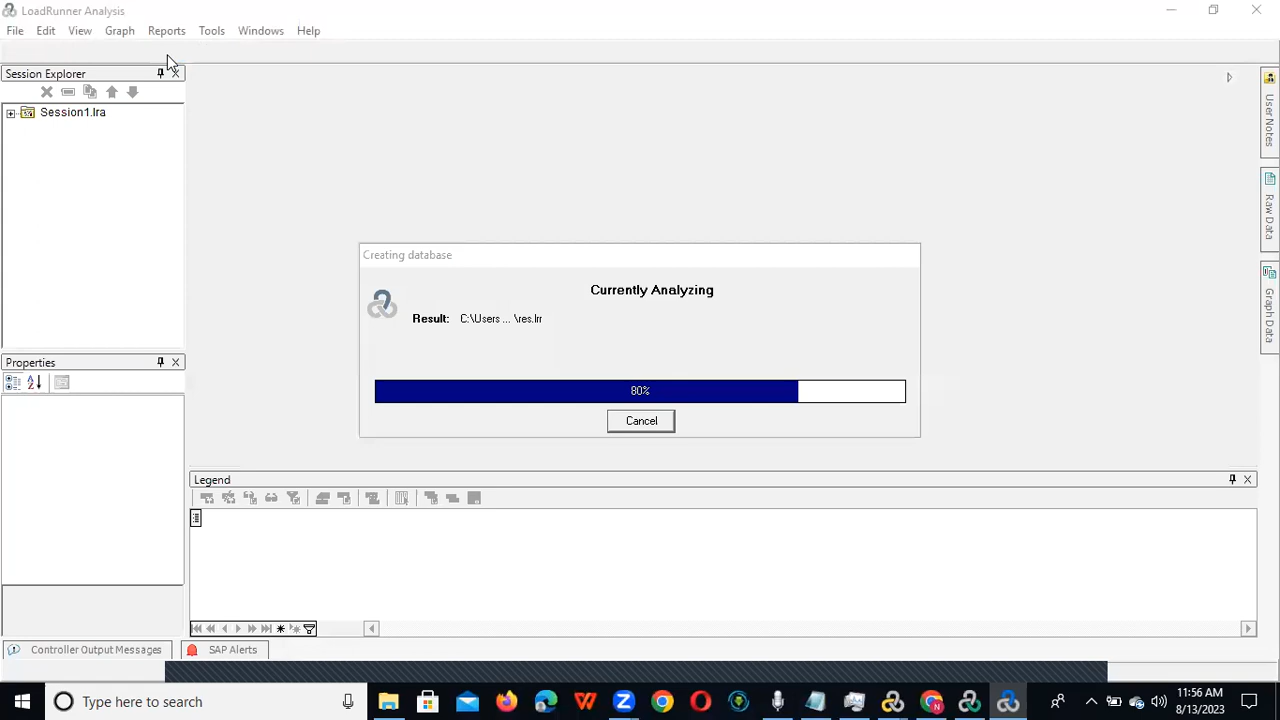 LoadRunner Analysis
File Edit View Graph Reports Tools Windows Help
Session Explorer
Session1.lra
Creating database
Currently Analyzing
Result: C:\Users ... \res.lrr
80%
Cancel
Properties
Legend
Controller Output Messages
SAP Alerts
User Notes
Raw Data
Graph Data
Type here to search
11:56 AM
8/13/2023